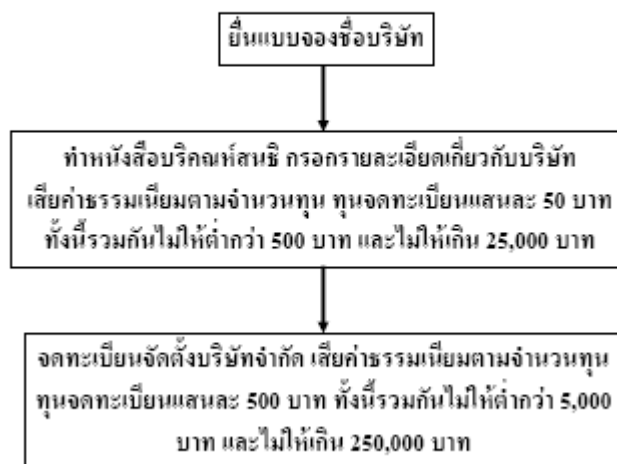 ยื่นแบบจองชื่อบริษัท
ทำหนังสือบริคณห์สนธิ กรอกรายละเอียดเกี่ยวกับบริษัท
เสียค่าธรรมเนียมตามจำนวนทุน ทุนจดทะเบียนแสนละ 50 บาท
ทั้งนี้รวมกันไม่ให้ต่ำกว่า 500 บาท และไม่ให้เกิน 25,000 บาท
จดทะเบียนจัดตั้งบริษัทจำกัด เสียค่าธรรมเนียมตามจำนวนทุน
ทุนจดทะเบียนแสนละ 500 บาท ทั้งนี้รวมกันไม่ให้ต่ำกว่า 5,000
บาท และไม่ให้เกิน 250,000 บาท